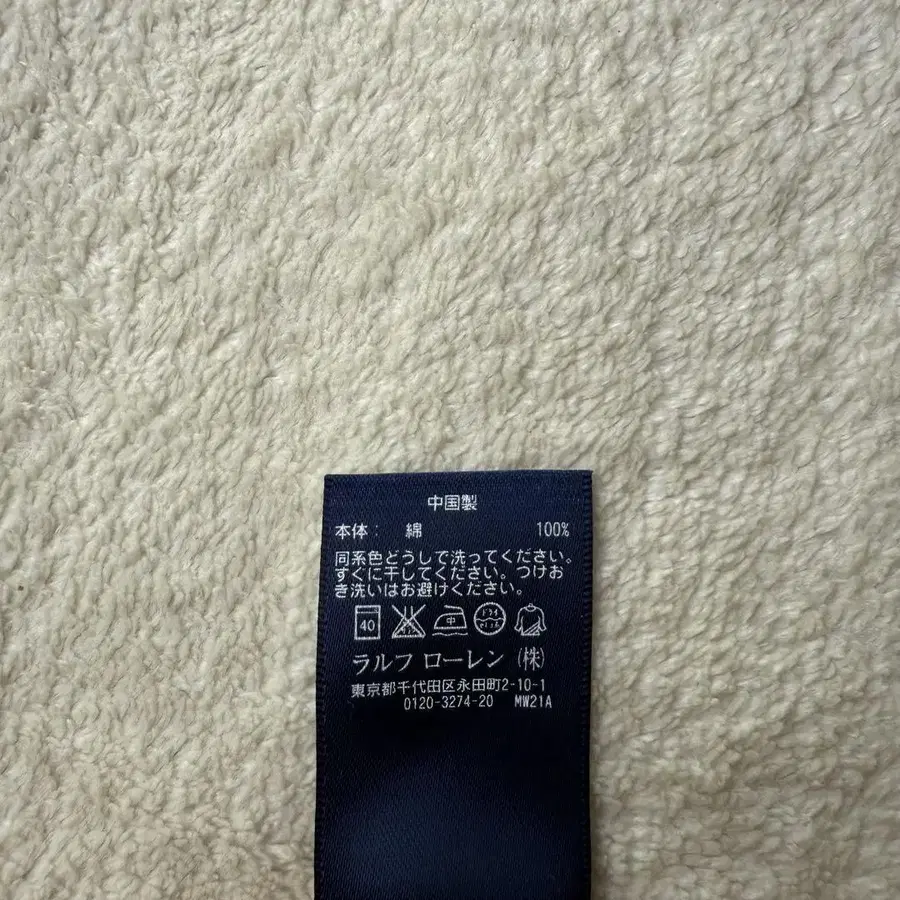 中国製
本体: 綿 100%
同系色どうしで洗ってください。
すぐに干してください。つけお
き洗いはお避けください。
40 中 ドライ
ラルフ ローレン (株)
東京都千代田区永田町2-10-1
0120-3274-20 MW21A